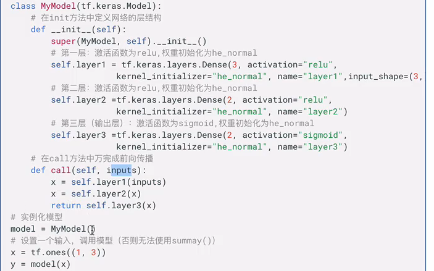 class MyModel(tf.keras.Model):
    # 在init方法中定义网络的层结构
    def __init__(self):
        super(MyModel, self).__init__()
        # 第一层：激活函数为relu,权重初始化为he_normal
        self.layer1 = tf.keras.layers.Dense(3, activation="relu",
                    kernel_initializer="he_normal", name="layer1",input_shape=(3,
        # 第二层：激活函数为relu,权重初始化为he_normal
        self.layer2 =tf.keras.layers.Dense(2, activation="relu",
                    kernel_initializer="he_normal", name="layer2")
        # 第三层（输出层）：激活函数为sigmoid,权重初始化为he_normal
        self.layer3 =tf.keras.layers.Dense(2, activation="sigmoid",
                    kernel_initializer="he_normal", name="layer3")
    # 在call方法中万完成前向传播
    def call(self, inputs):
        x = self.layer1(inputs)
        x = self.layer2(x)
        return self.layer3(x)
# 实例化模型
model = MyModel()
# 设置一个输入，调用模型（否则无法使用summay()）
x = tf.ones((1, 3))
y = model(x)